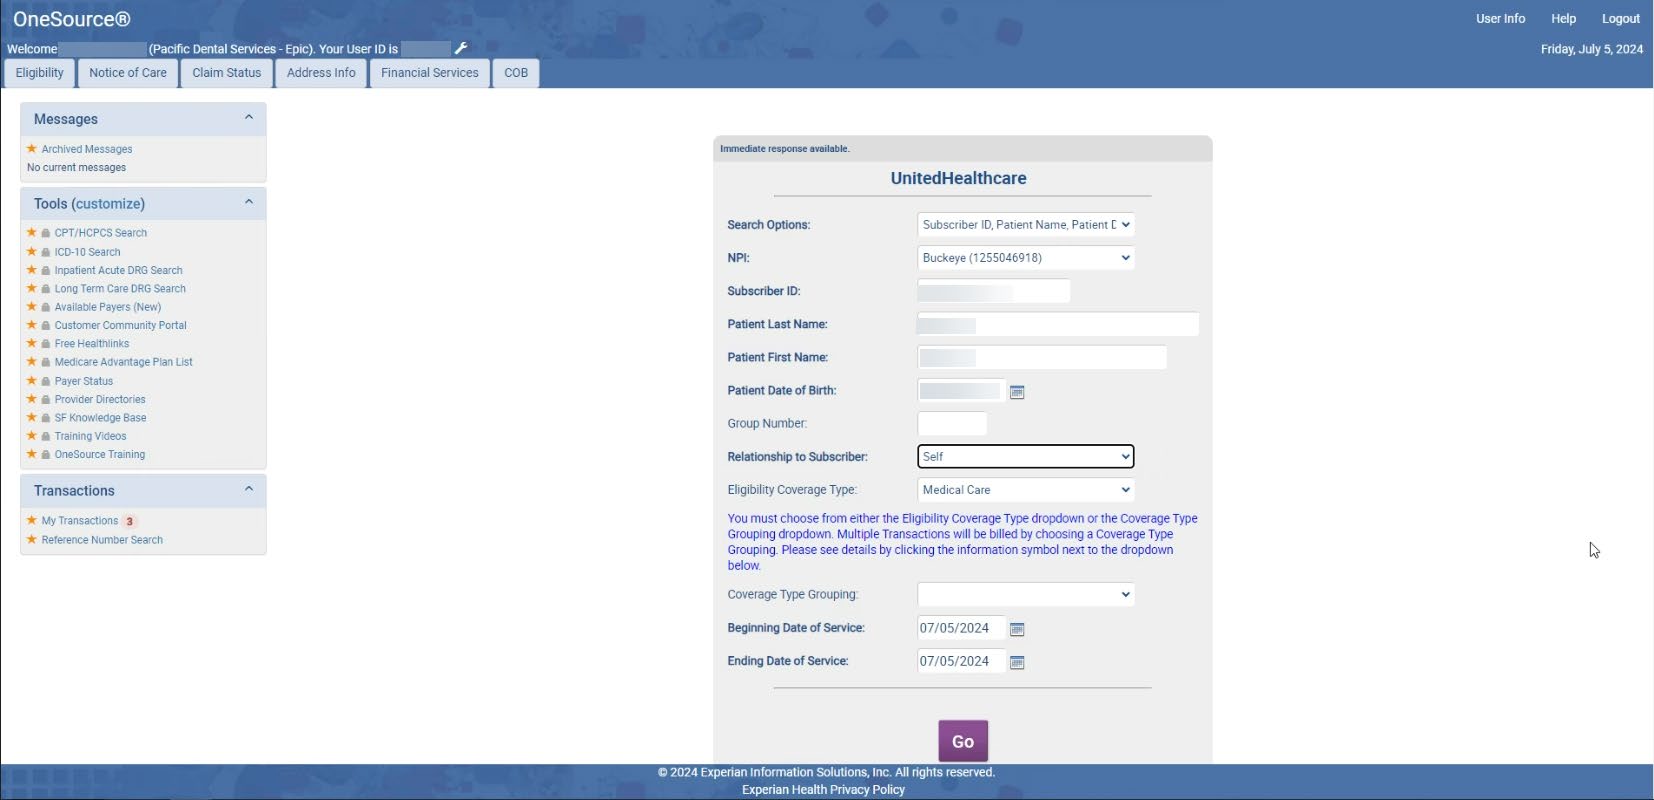 OneSource®
User Info Help Logout
Welcome (Pacific Dental Services - Epic). Your User ID is
Friday, July 5, 2024
Eligibility Notice of Care Claim Status Address Info Financial Services COB
Messages
Archived Messages
No current messages
Tools (customize)
CPT/HCPCS Search
ICD-10 Search
Inpatient Acute DRG Search
Long Term Care DRG Search
Available Payers (New)
Customer Community Portal
Free Healthlinks
Medicare Advantage Plan List
Payer Status
Provider Directories
SF Knowledge Base
Training Videos
OneSource Training
Transactions
My Transactions 3
Reference Number Search
Immediate response available.
UnitedHealthcare
Search Options: Subscriber ID, Patient Name, Patient D
NPI: Buckeye (1255046918)
Subscriber ID:
Patient Last Name:
Patient First Name:
Patient Date of Birth:
Group Number:
Relationship to Subscriber: Self
Eligibility Coverage Type: Medical Care
You must choose from either the Eligibility Coverage Type dropdown or the Coverage Type
Grouping dropdown. Multiple Transactions will be billed by choosing a Coverage Type
Grouping. Please see details by clicking the information symbol next to the dropdown
below.
Coverage Type Grouping:
Beginning Date of Service: 07/05/2024
Ending Date of Service: 07/05/2024
Go
© 2024 Experian Information Solutions, Inc. All rights reserved.
Experian Health Privacy Policy